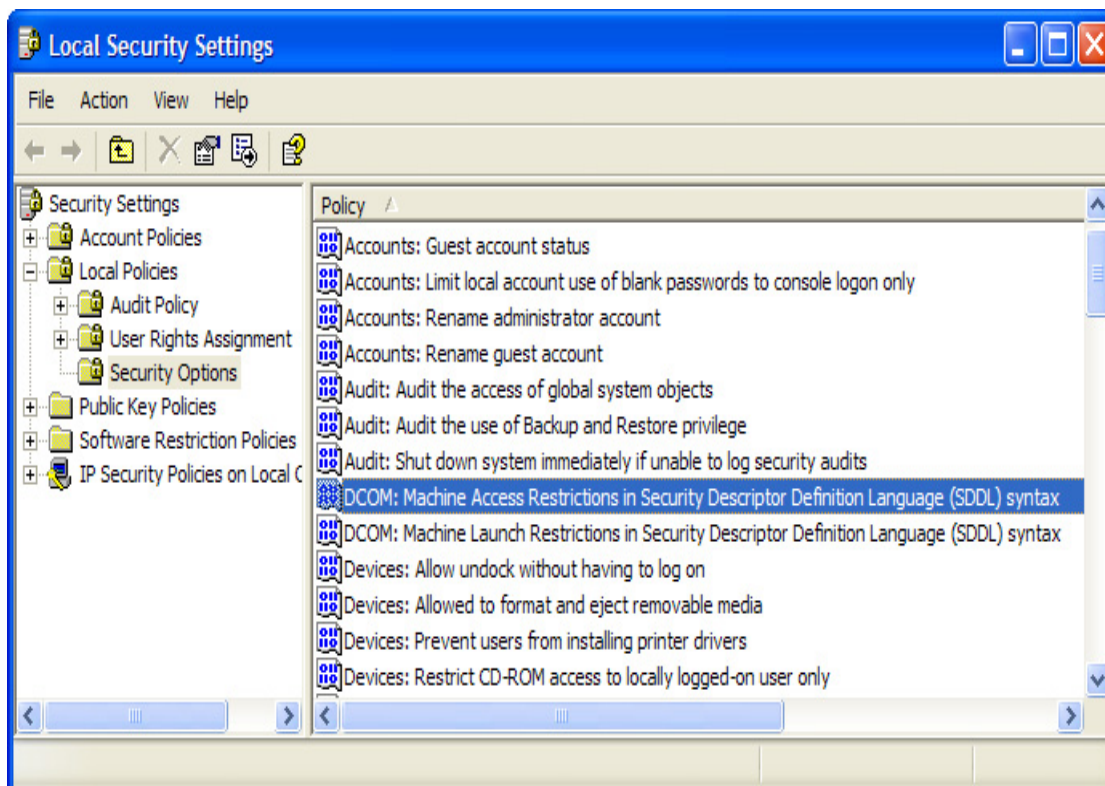 Local Security Settings
File Action View Help
Security Settings
Account Policies
Local Policies
Audit Policy
User Rights Assignment
Security Options
Public Key Policies
Software Restriction Policies
IP Security Policies on Local C
Policy
Accounts: Guest account status
Accounts: Limit local account use of blank passwords to console logon only
Accounts: Rename administrator account
Accounts: Rename guest account
Audit: Audit the access of global system objects
Audit: Audit the use of Backup and Restore privilege
Audit: Shut down system immediately if unable to log security audits
DCOM: Machine Access Restrictions in Security Descriptor Definition Language (SDDL) syntax
DCOM: Machine Launch Restrictions in Security Descriptor Definition Language (SDDL) syntax
Devices: Allow undock without having to log on
Devices: Allowed to format and eject removable media
Devices: Prevent users from installing printer drivers
Devices: Restrict CD-ROM access to locally logged-on user only